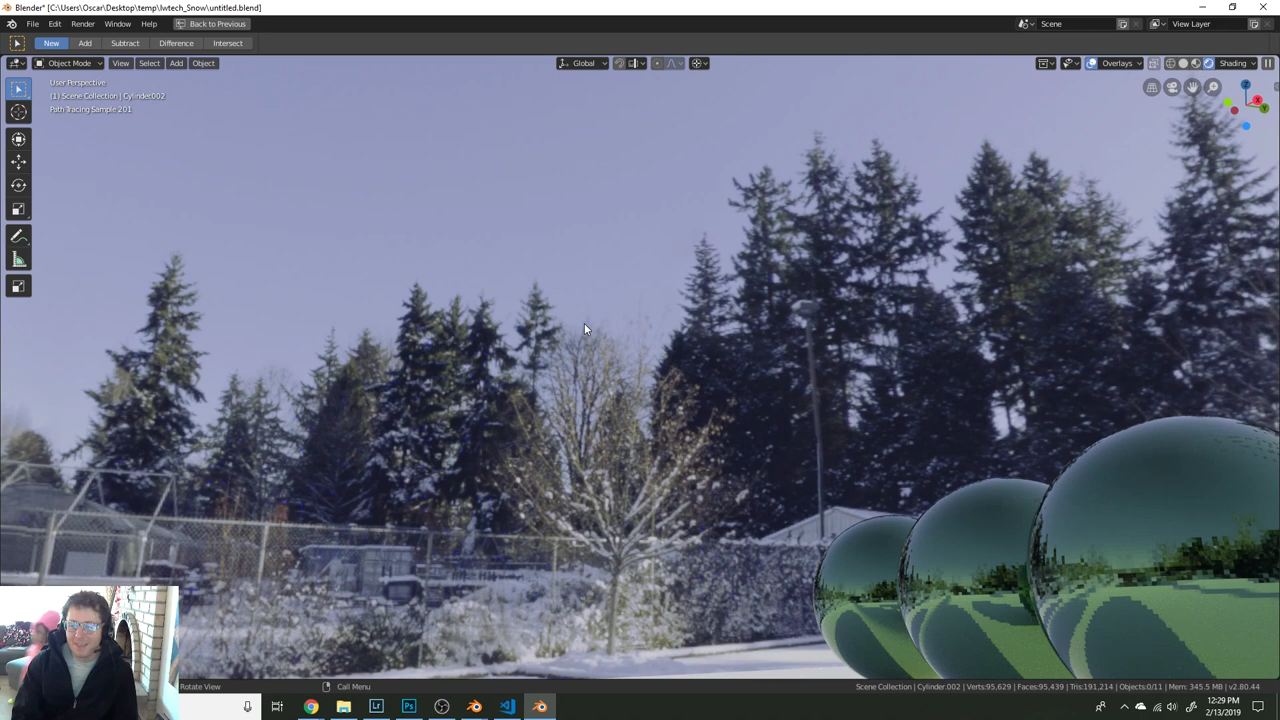 Blender* [C:\Users\Oscar\Desktop\temp\lwtech_Snow\untitled.blend]
File Edit Render Window Help Back to Previous Scene View Layer
New Add Subtract Difference Intersect
Object Mode View Select Add Object Global Overlays Shading
User Perspective
(1) Scene Collection | Cylinder.002
Path Tracing Sample 201
Z
X
Y
Rotate View Call Menu Scene Collection | Cylinder.002 | Verts:95,629 | Faces:95,439 | Tris:191,214 | Objects:0/11 | Mem: 345.5 MB | v2.80.44
Lr Ps
12:29 PM
2/13/2019